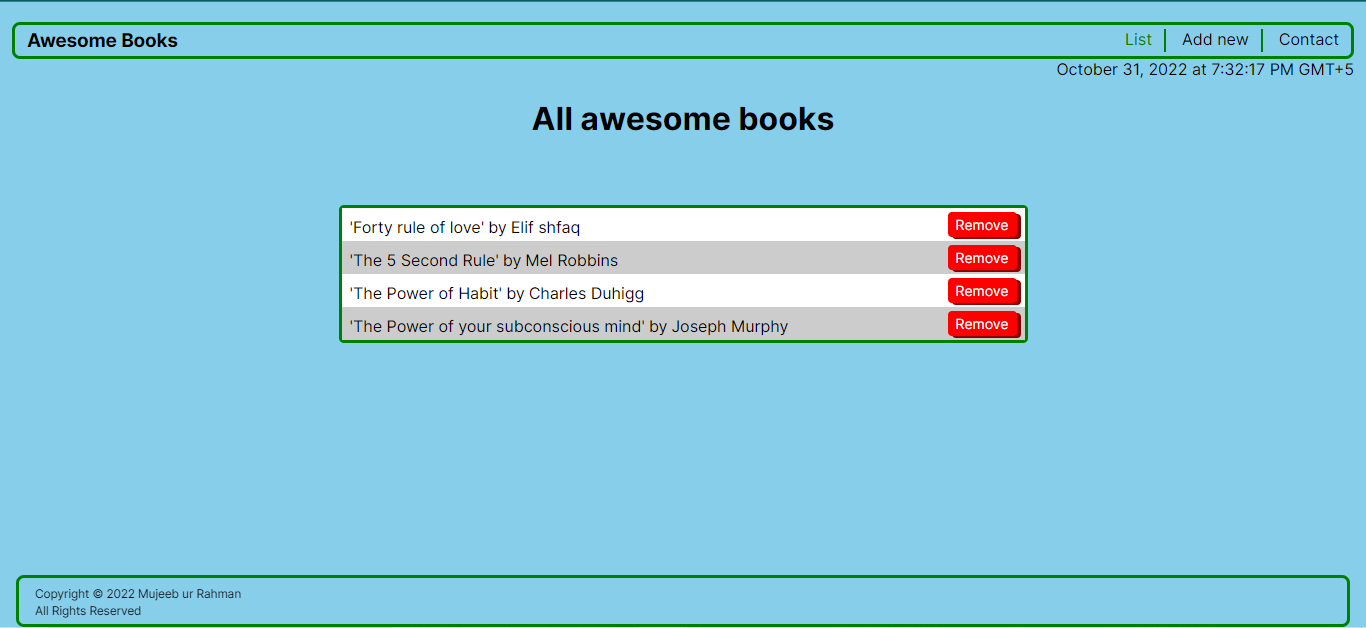 Awesome Books
List
Add new
Contact
October 31, 2022 at 7:32:17 PM GMT+5
All awesome books
'Forty rule of love' by Elif shfaq Remove
'The 5 Second Rule' by Mel Robbins Remove
'The Power of Habit' by Charles Duhigg Remove
'The Power of your subconscious mind' by Joseph Murphy Remove
Copyright © 2022 Mujeeb ur Rahman
All Rights Reserved